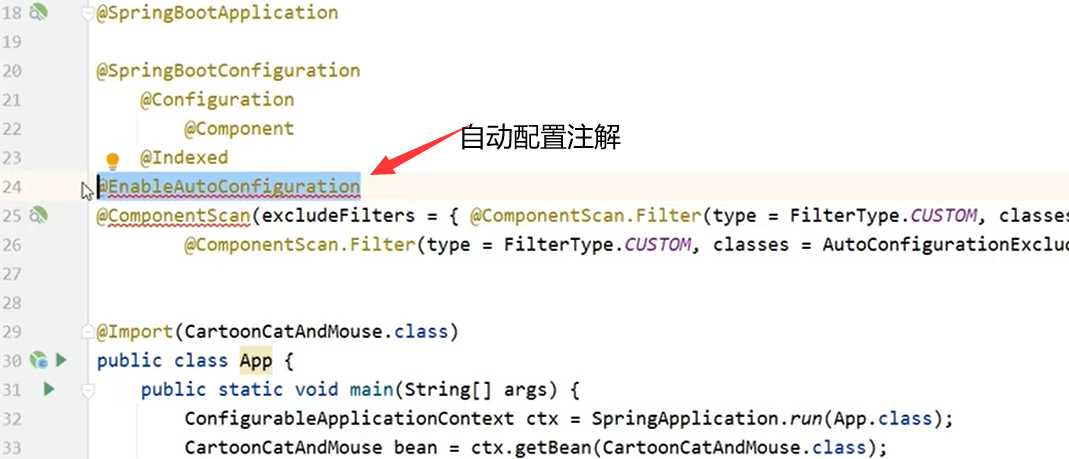 18 @SpringBootApplication
19
20 @SpringBootConfiguration
21 @Configuration
22 @Component
自动配置注解
23 @Indexed
24 @EnableAutoConfiguration
25 @ComponentScan(excludeFilters = { @ComponentScan.Filter(type = FilterType.CUSTOM, classes
26 @ComponentScan.Filter(type = FilterType.CUSTOM, classes = AutoConfigurationExclud
27
28
29 @Import(CartoonCatAndMouse.class)
30 public class App {
31 public static void main(String[] args) {
32 ConfigurableApplicationContext ctx = SpringApplication.run(App.class);
33 CartoonCatAndMouse bean = ctx.getBean(CartoonCatAndMouse.class);